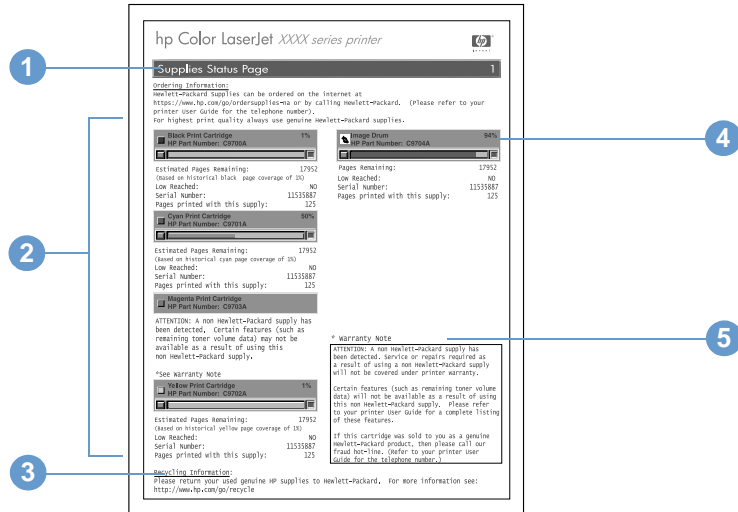 hp Color LaserJet XXXX series printer
hp
invent
1
Supplies Status Page 1
Ordering Information:
Hewlett-Packard Supplies can be ordered on the
internet at
https://www.hp.com/go/ordersupplies-na or by calling Hewlett-Packard. (Please refer to your
printer User Guide for the telephone number).
For highest print quality always use genuine Hewlett-Packard supplies.
2
Black Print Cartridge 1%
HP Part Number: C9700A
Estimated Pages Remaining: 17952
(Based on historical black page coverage of 1%)
Low Reached: NO
Serial Number: 11535887
Pages printed with this supply: 125
Cyan Print Cartridge 50%
HP Part Number: C9701A
Estimated Pages Remaining: 17952
(Based on historical cyan page coverage of 1%)
Low Reached: NO
Serial Number: 11535887
Pages printed with this supply: 125
Magenta Print Cartridge
HP Part Number: C9703A
ATTENTION: A non Hewlett-Packard supply has
been detected. Certain features (such as
remaining toner volume data) may not be
available as a result of using this
non Hewlett-Packard supply.
*See Warranty Note
Yellow Print Cartridge 1%
HP Part Number: C9702A
Estimated Pages Remaining: 17952
(Based on historical yellow page coverage of 1%)
Low Reached: NO
Serial Number: 11535887
Pages printed with this supply: 125
4
Image Drum 94%
HP Part Number: C9704A
Pages Remaining: 17952
Low Reached: NO
Serial Number: 11535887
Pages printed with this supply: 125
5
* Warranty Note
ATTENTION: A non Hewlett-Packard supply has
been detected. Service or repairs required as
a result of using a non Hewlett-Packard supply
will not be covered under printer warranty.
Certain features (such as remaining toner volume
data) will not be available as a result of using
this non Hewlett-Packard supply. Please refer
to your printer User Guide for a complete listing
of these features.
If this cartridge was sold to you as a genuine
Hewlett-Packard product, then please call our
fraud hot-line. (Refer to your printer User
Guide for the telephone number.)
3
Recycling Information:
Please return your used genuine HP supplies to Hewlett-Packard. For more information see:
http://www.hp.com/go/recycle